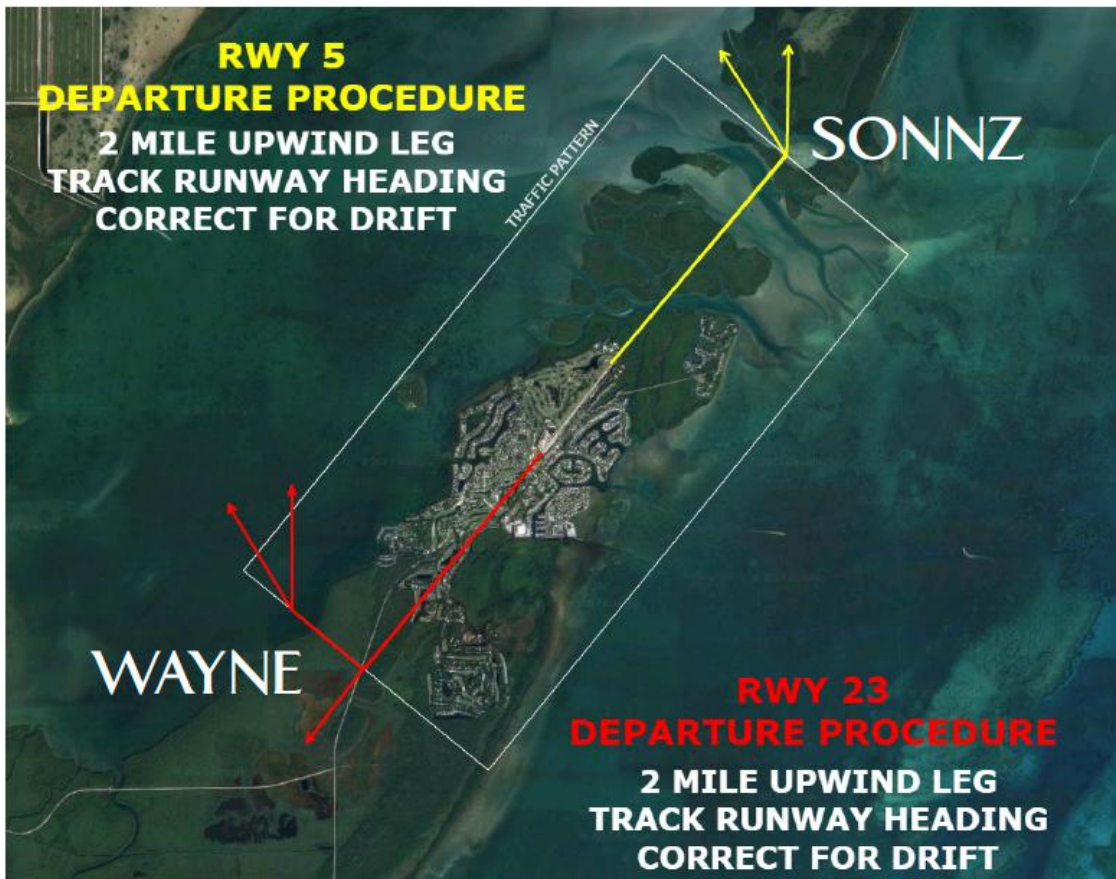 RWY 5
DEPARTURE PROCEDURE
2 MILE UPWIND LEG
TRACK RUNWAY HEADING
CORRECT FOR DRIFT
TRAFFIC PATTERN
SONNZ
WAYNE
RWY 23
DEPARTURE PROCEDURE
2 MILE UPWIND LEG
TRACK RUNWAY HEADING
CORRECT FOR DRIFT